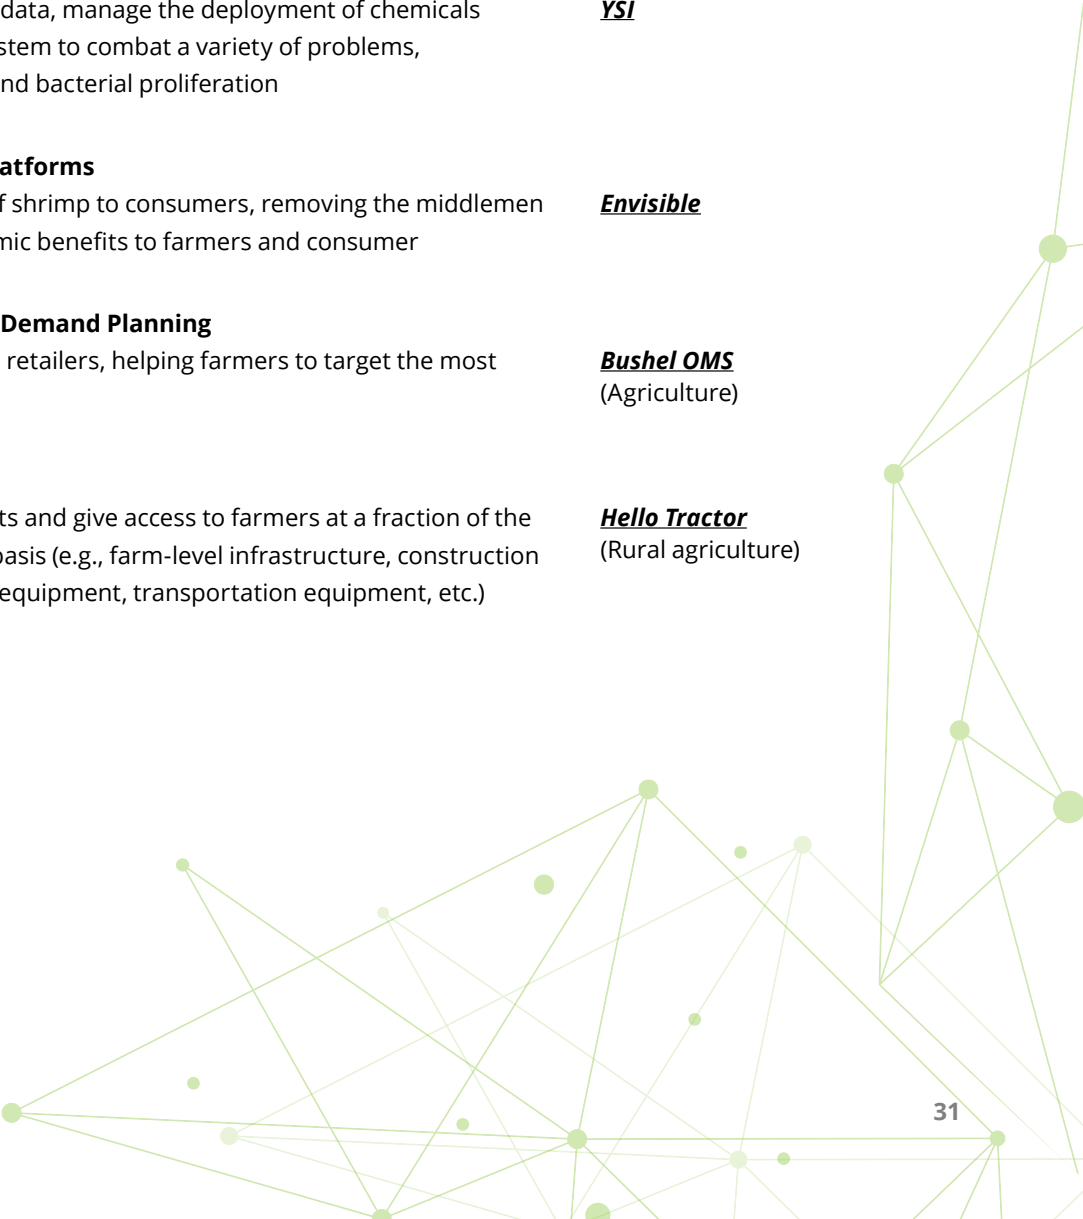 data, manage the deployment of chemicals YSI
stem to combat a variety of problems,
nd bacterial proliferation
atforms
f shrimp to consumers, removing the middlemen Envisible
mic benefits to farmers and consumer
Demand Planning
retailers, helping farmers to target the most Bushel OMS
(Agriculture)
ts and give access to farmers at a fraction of the Hello Tractor
(Rural agriculture)
basis (e.g., farm-level infrastructure, construction
equipment, transportation equipment, etc.)
31